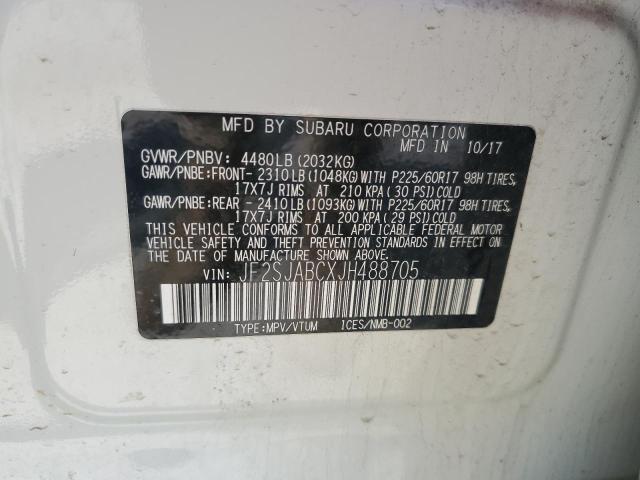 MFD BY SUBARU CORPORATION
MFD IN 10/17
GVWR/PNBV: 4480LB(2032KG)
GAWR/PNBE:FRONT- 2310LB(1048KG)WITH P225/60R17 98H TIRES,
17X7J RIMS AT 210 KPA(30 PSI)COLD
GAWR/PNBE:REAR - 2410LB(1093KG)WITH P225/60R17 98H TIRES,
17X7J RIMS AT 200 KPA(29 PSI)COLD
THIS VEHICLE CONFORMS TO ALL APPLICABLE FEDERAL MOTOR
VEHICLE SAFETY AND THEFT PREVENTION STANDARDS IN EFFECT ON
THE DATE OF MANUFACTURE SHOWN ABOVE.
VIN: JF2SJABCXJH488705
TYPE:MPV/VTUM ICES/NMB-002